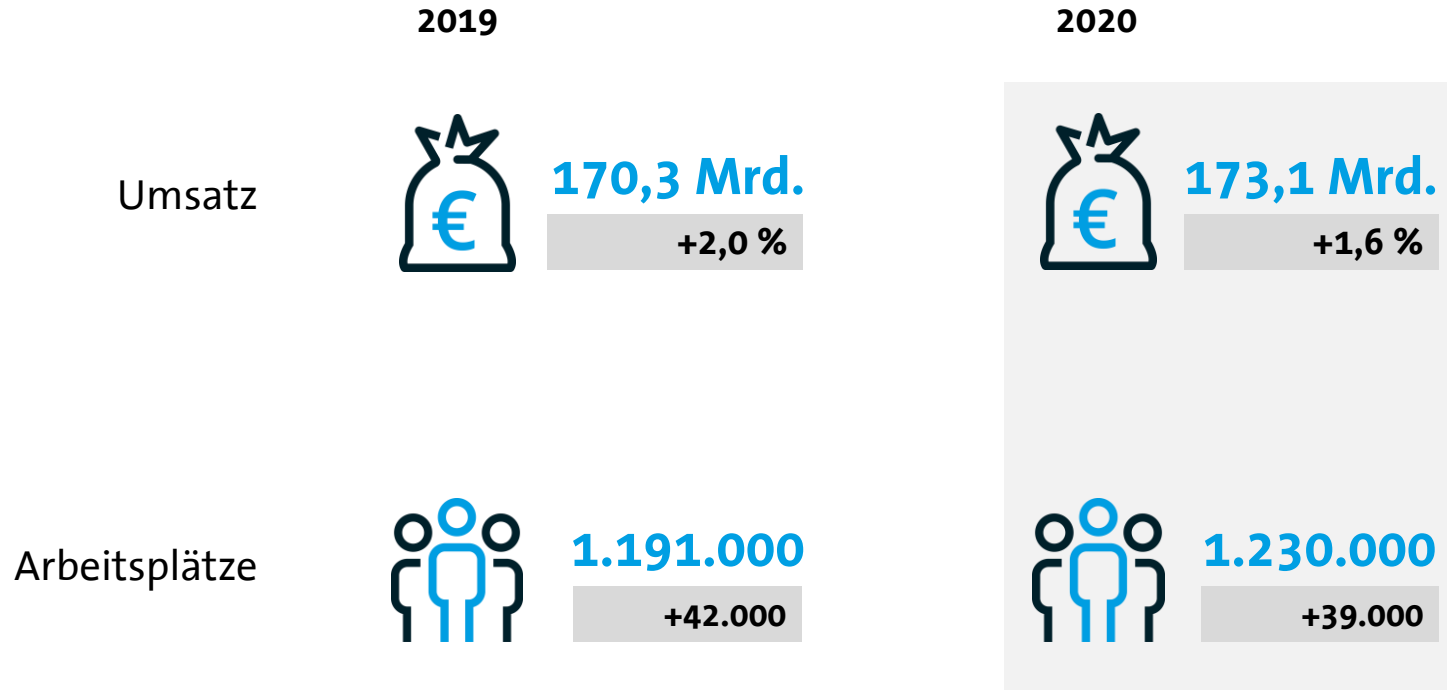 2019
2020
Umsatz
€
170,3 Mrd.
+2,0 %
€
173,1 Mrd.
+1,6 %
Arbeitsplätze
1.191.000
+42.000
1.230.000
+39.000